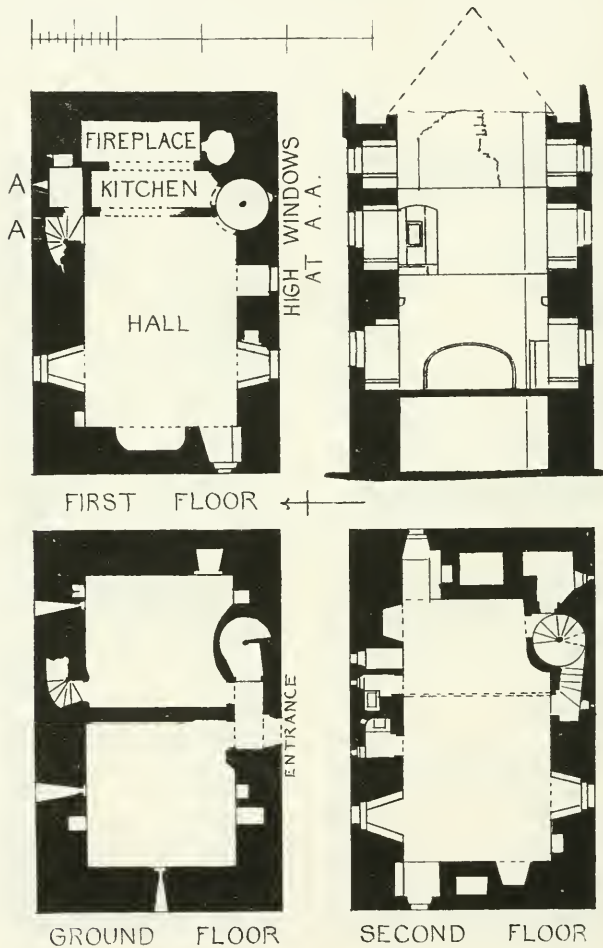 FIREPLACE
KITCHEN
A
A
HIGH WINDOWS
AT A.A.
HALL
FIRST FLOOR
ENTRANCE
GROUND FLOOR
SECOND FLOOR